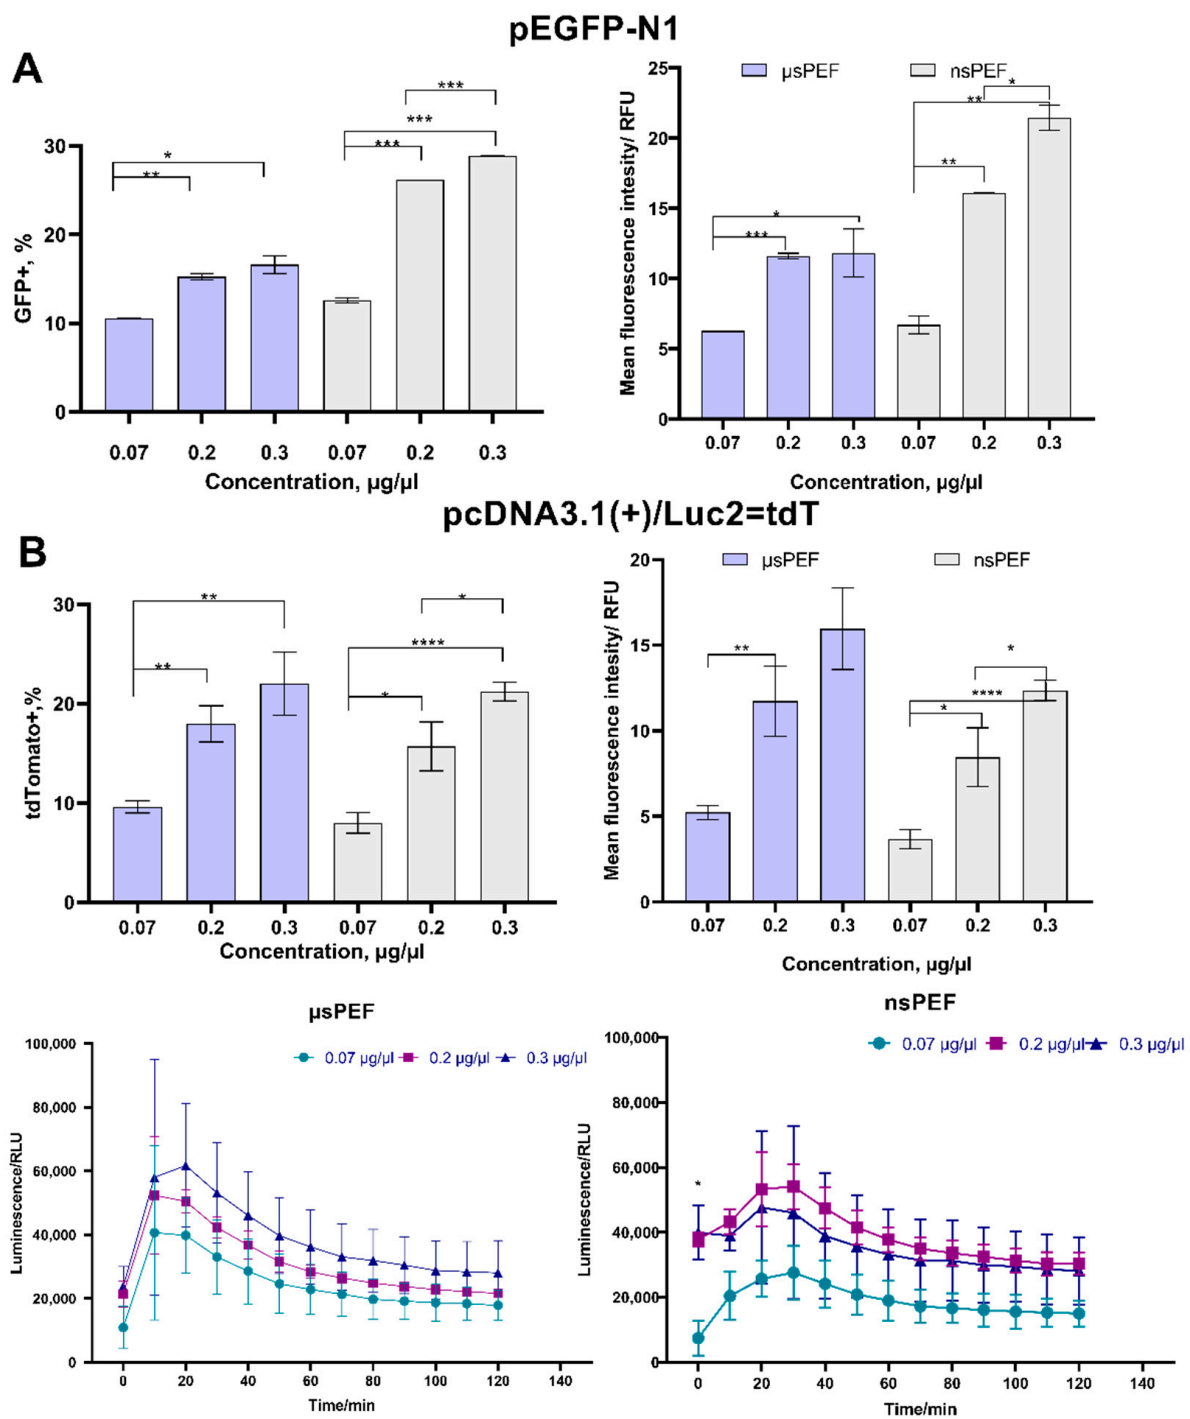 pEGFP-N1
A
GFP+, %
30
20
10
0
*
**
***
***
***
0.07 0.2 0.3 0.07 0.2 0.3
Concentration, µg/µl
µsPEF nsPEF
Mean fluorescence intesity/ RFU
25
20
15
10
5
0
*
***
*
**
**
0.07 0.2 0.3 0.07 0.2 0.3
Concentration, µg/µl
pcDNA3.1(+)/Luc2=tdT
B
tdTomato+,%
30
20
10
0
**
**
*
****
*
0.07 0.2 0.3 0.07 0.2 0.3
Concentration, µg/µl
µsPEF nsPEF
Mean fluorescence intesity/ RFU
20
15
10
5
0
**
*
****
*
0.07 0.2 0.3 0.07 0.2 0.3
Concentration, µg/µl
µsPEF
0.07 µg/µl 0.2 µg/µl 0.3 µg/µl
Luminescence/RLU
100,000
80,000
60,000
40,000
20,000
0
0 20 40 60 80 100 120 140
Time/min
nsPEF
0.07 µg/µl 0.2 µg/µl 0.3 µg/µl
Luminescence/RLU
100,000
80,000
60,000
40,000
20,000
0
*
0 20 40 60 80 100 120 140
Time/min